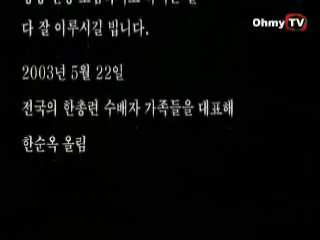 Ohmy TV
다 잘 이루시길 빕니다.
2003년 5월 22일
전국의 한총련 수배자 가족들을 대표해
한순옥 올림